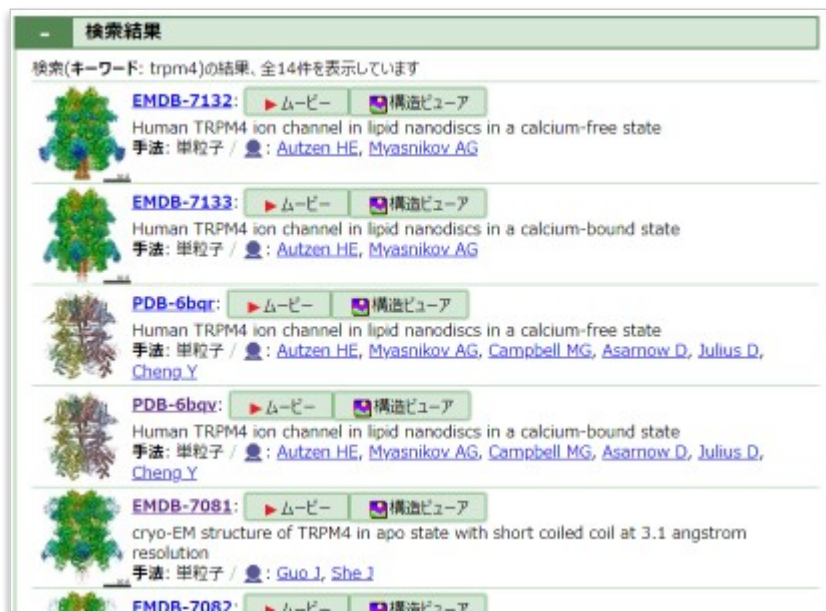 - 検索結果
検索(キーワード: trpm4)の結果、全14件を表示しています
EMDB-7132: ムービー 構造ビューア
Human TRPM4 ion channel in lipid nanodiscs in a calcium-free state
手法: 単粒子 / : Autzen HE, Myasnikov AG
EMDB-7133: ムービー 構造ビューア
Human TRPM4 ion channel in lipid nanodiscs in a calcium-bound state
手法: 単粒子 / : Autzen HE, Myasnikov AG
PDB-6bqr: ムービー 構造ビューア
Human TRPM4 ion channel in lipid nanodiscs in a calcium-free state
手法: 単粒子 / : Autzen HE, Myasnikov AG, Campbell MG, Asarnow D, Julius D,
Cheng Y
PDB-6bqv: ムービー 構造ビューア
Human TRPM4 ion channel in lipid nanodiscs in a calcium-bound state
手法: 単粒子 / : Autzen HE, Myasnikov AG, Campbell MG, Asarnow D, Julius D,
Cheng Y
EMDB-7081: ムービー 構造ビューア
cryo-EM structure of TRPM4 in apo state with short coiled coil at 3.1 angstrom
resolution
手法: 単粒子 / : Guo J, She J
EMDB-7082: ムービー 構造ビューア